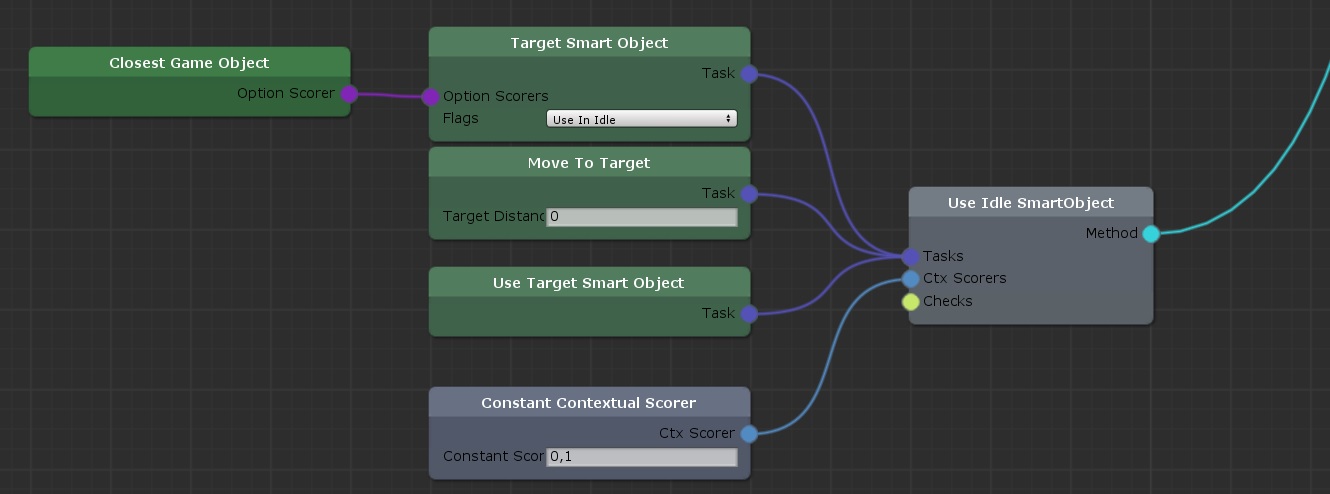 Closest Game Object
Option Scorer
Target Smart Object
Task
Option Scorers
Flags Use In Idle
Move To Target
Task
Target Distanc 0
Use Target Smart Object
Task
Constant Contextual Scorer
Ctx Scorer
Constant Scor 0,1
Use Idle SmartObject
Method
Tasks
Ctx Scorers
Checks